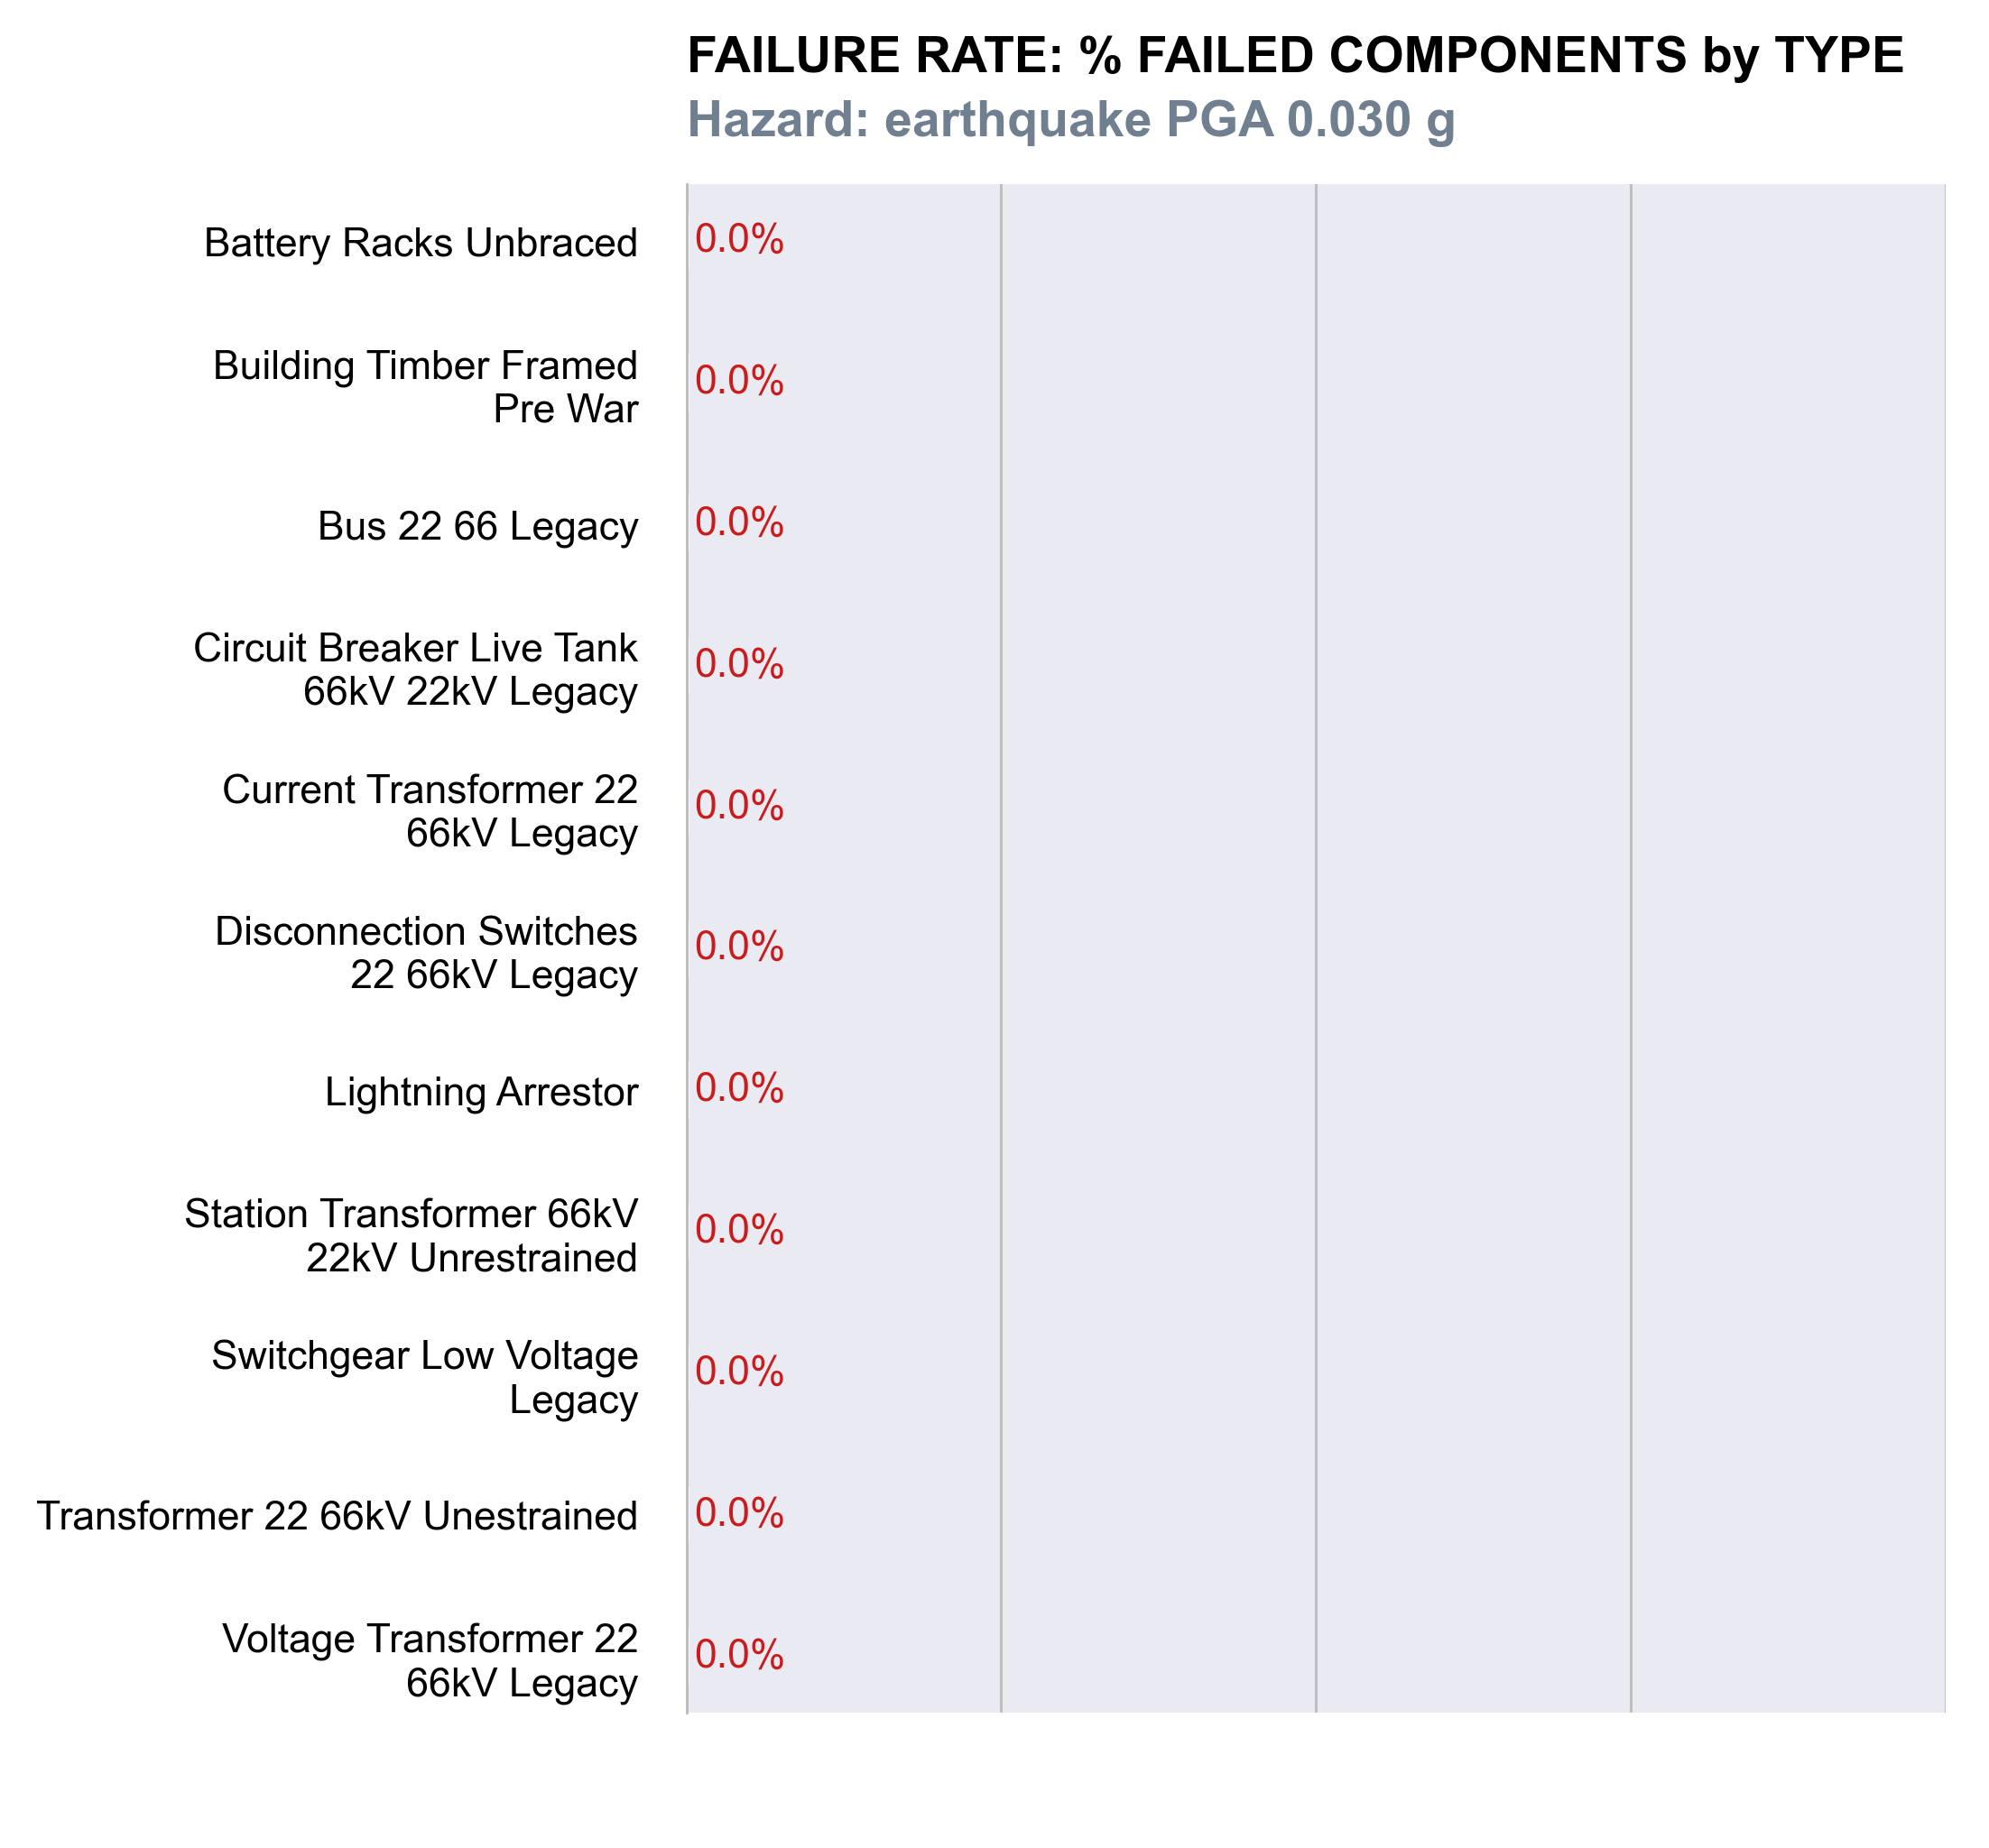 FAILURE RATE: % FAILED COMPONENTS by TYPE
Hazard: earthquake PGA 0.030 g
Battery Racks Unbraced
0.0%
Building Timber Framed
Pre War
0.0%
Bus 22 66 Legacy
0.0%
Circuit Breaker Live Tank
66kV 22kV Legacy
0.0%
Current Transformer 22
66kV Legacy
0.0%
Disconnection Switches
22 66kV Legacy
0.0%
Lightning Arrestor
0.0%
Station Transformer 66kV
22kV Unrestrained
0.0%
Switchgear Low Voltage
Legacy
0.0%
Transformer 22 66kV Unestrained
0.0%
Voltage Transformer 22
66kV Legacy
0.0%